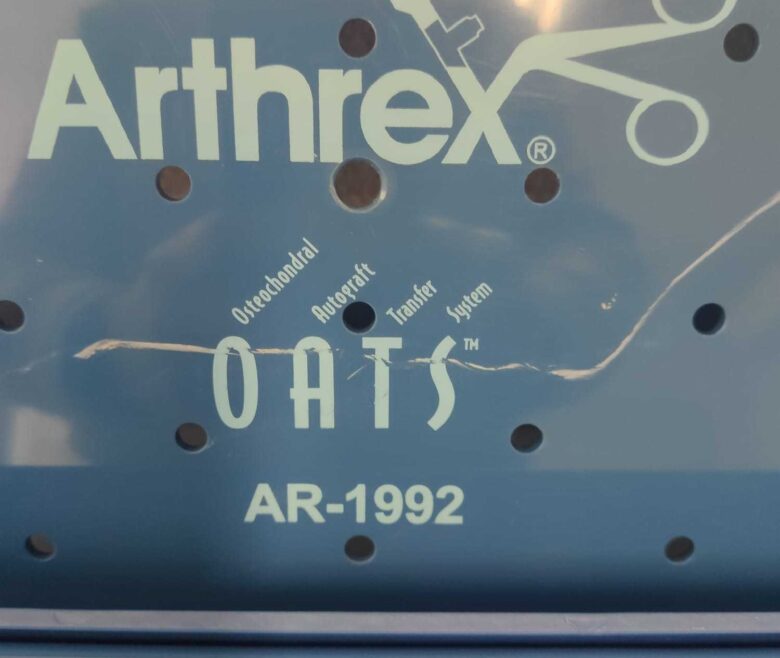 Arthrex®
Osteochondral Autograft Transfer System
OATS™
AR-1992